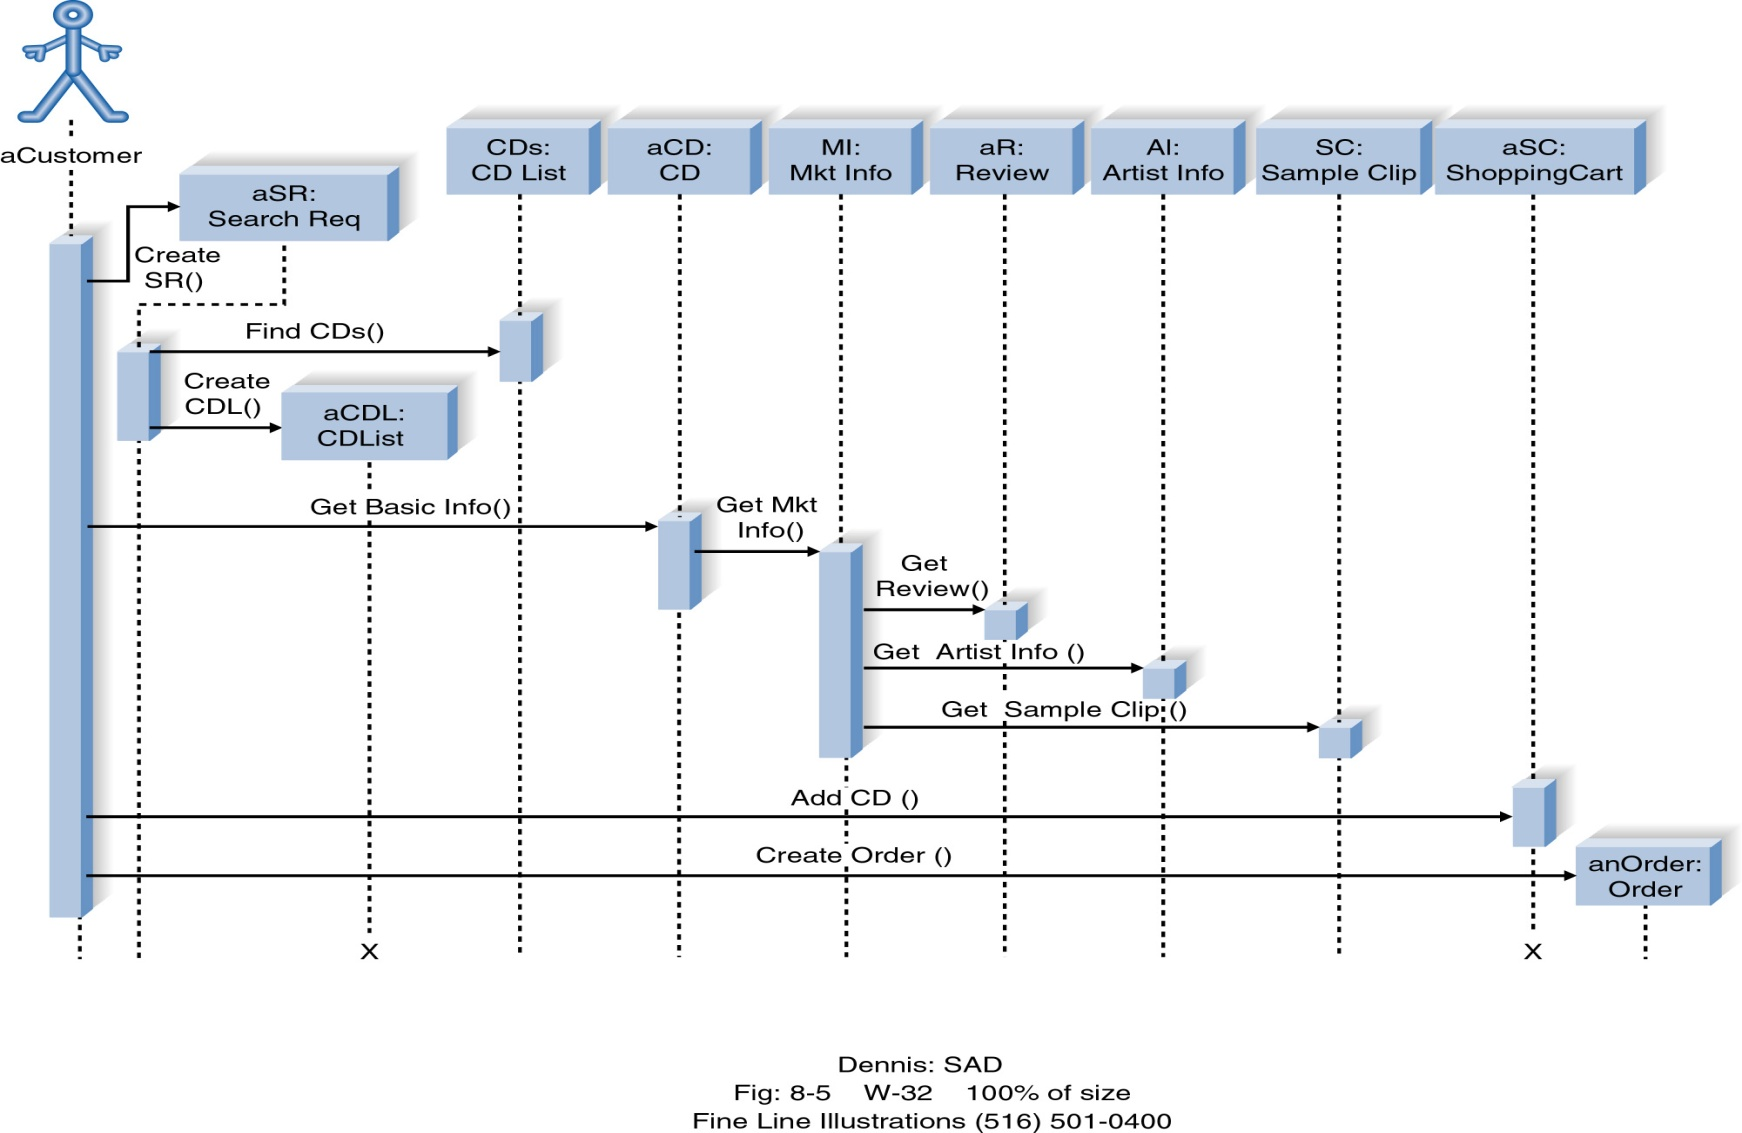 aCustomer
aSR:
Search Req
CDs:
CD List
aCD:
CD
MI:
Mkt Info
aR:
Review
AI:
Artist Info
SC:
Sample Clip
aSC:
ShoppingCart
Create
SR()
Find CDs()
Create
CDL()
aCDL:
CDList
Get Basic Info()
Get Mkt
Info()
Get
Review()
Get Artist Info ()
Get Sample Clip ()
Add CD ()
Create Order ()
anOrder:
Order
X
X
Dennis: SAD
Fig: 8-5 W-32 100% of size
Fine Line Illustrations (516) 501-0400